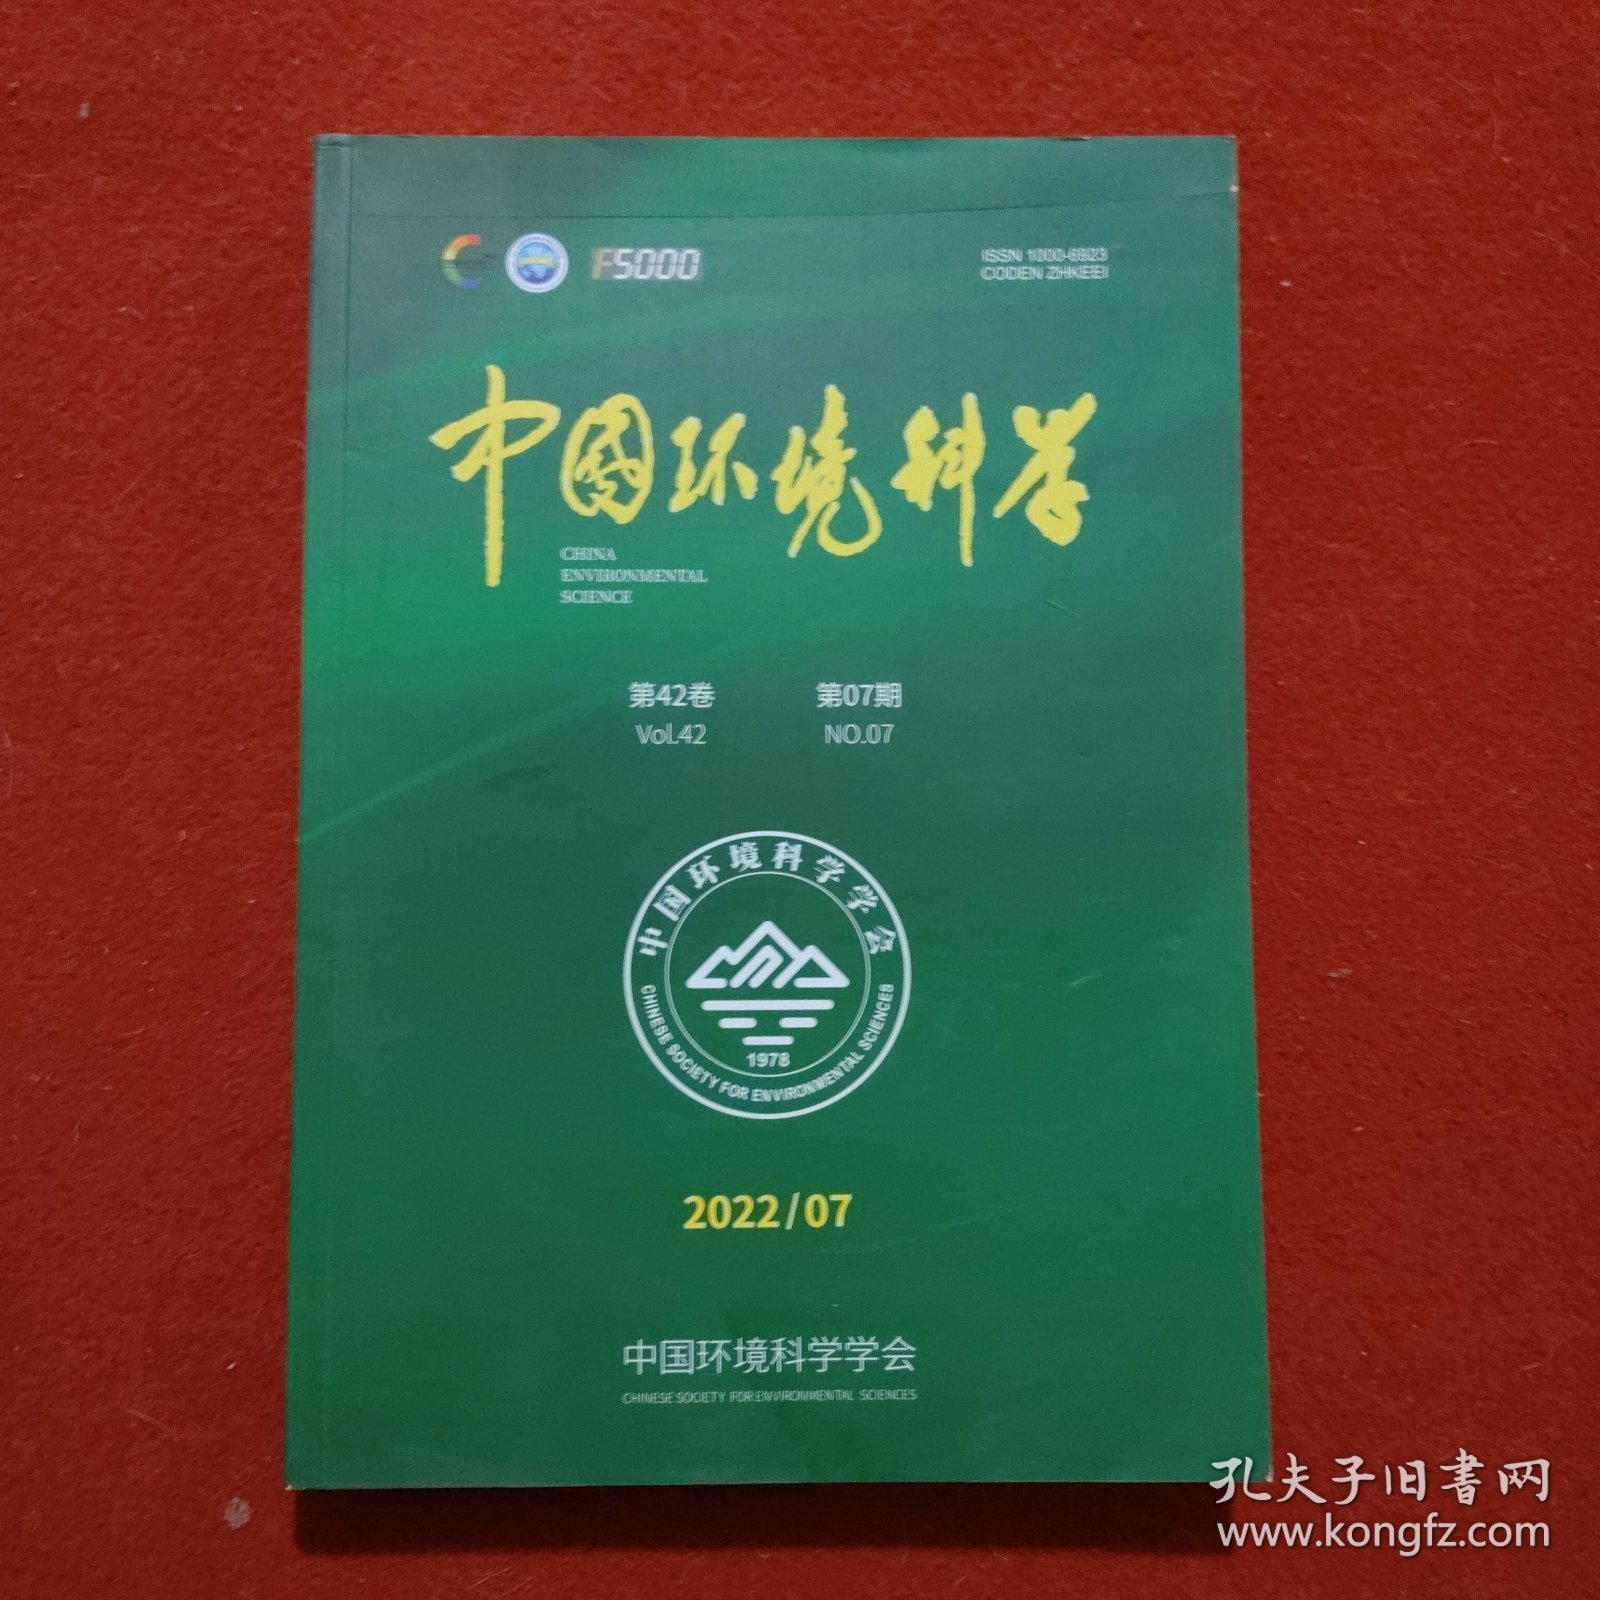 F5000
ISSN 1000-6923
CODEN ZHKEEI
中国环境科学
CHINA
ENVIRONMENTAL
SCIENCE
第42卷 第07期
Vol.42 NO.07
中国环境科学学会
1978
CHINESE SOCIETY FOR ENVIRONMENTAL SCIENCES
2022/07
中国环境科学学会
CHINESE SOCIETY FOR ENVIRONMENTAL SCIENCES
孔夫子旧书网
www.kongfz.com